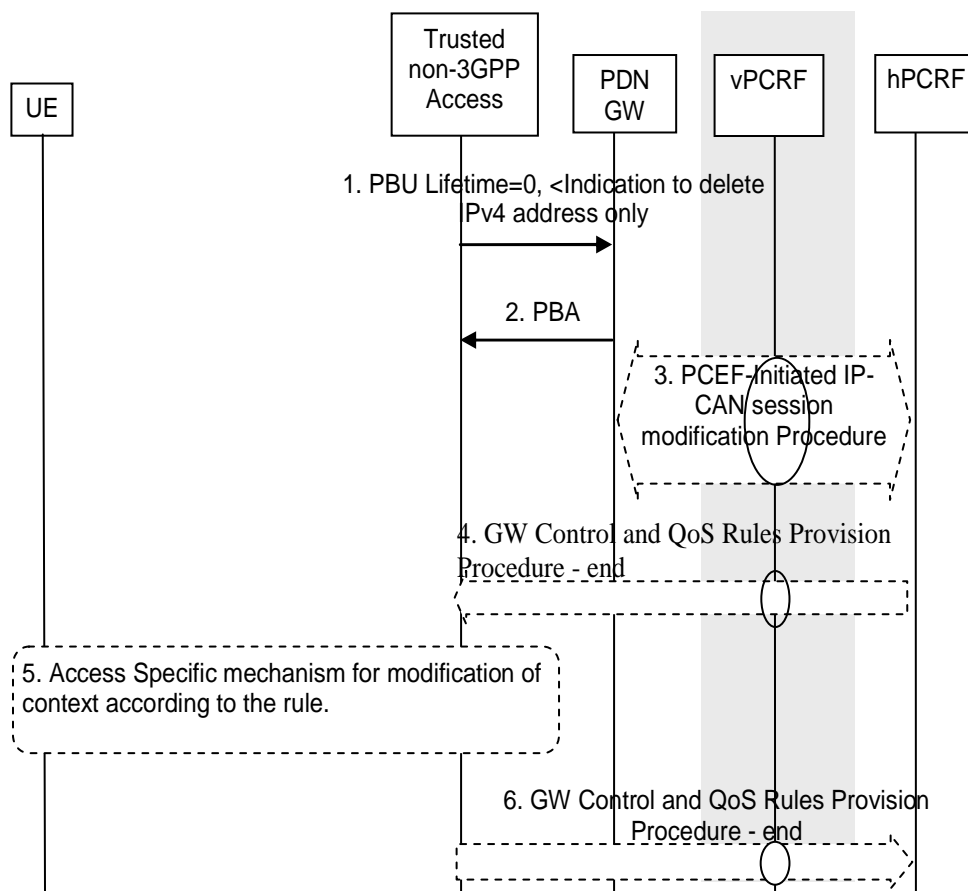 Trusted
non-3GPP
Access
PDN
GW
vPCRF
hPCRF
UE
1. PBU Lifetime=0, <Indication to delete
IPv4 address only
2. PBA
3. PCEF-Initiated IP-
CAN session
modification Procedure
4. GW Control and QoS Rules Provision
Procedure - end
5. Access Specific mechanism for modification of
context according to the rule.
6. GW Control and QoS Rules Provision
Procedure - end